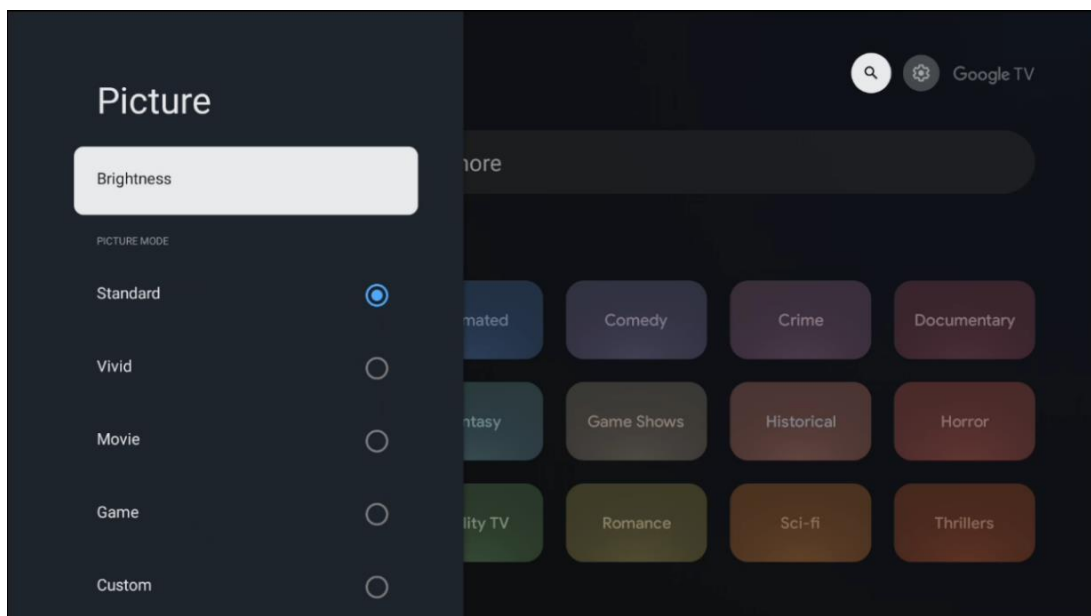 Picture
Brightness
PICTURE MODE
Standard
Vivid
Movie
Game
Custom
Google TV
nore
mated
Comedy
Crime
Documentary
ntasy
Game Shows
Historical
Horror
lity TV
Romance
Sci-fi
Thrillers